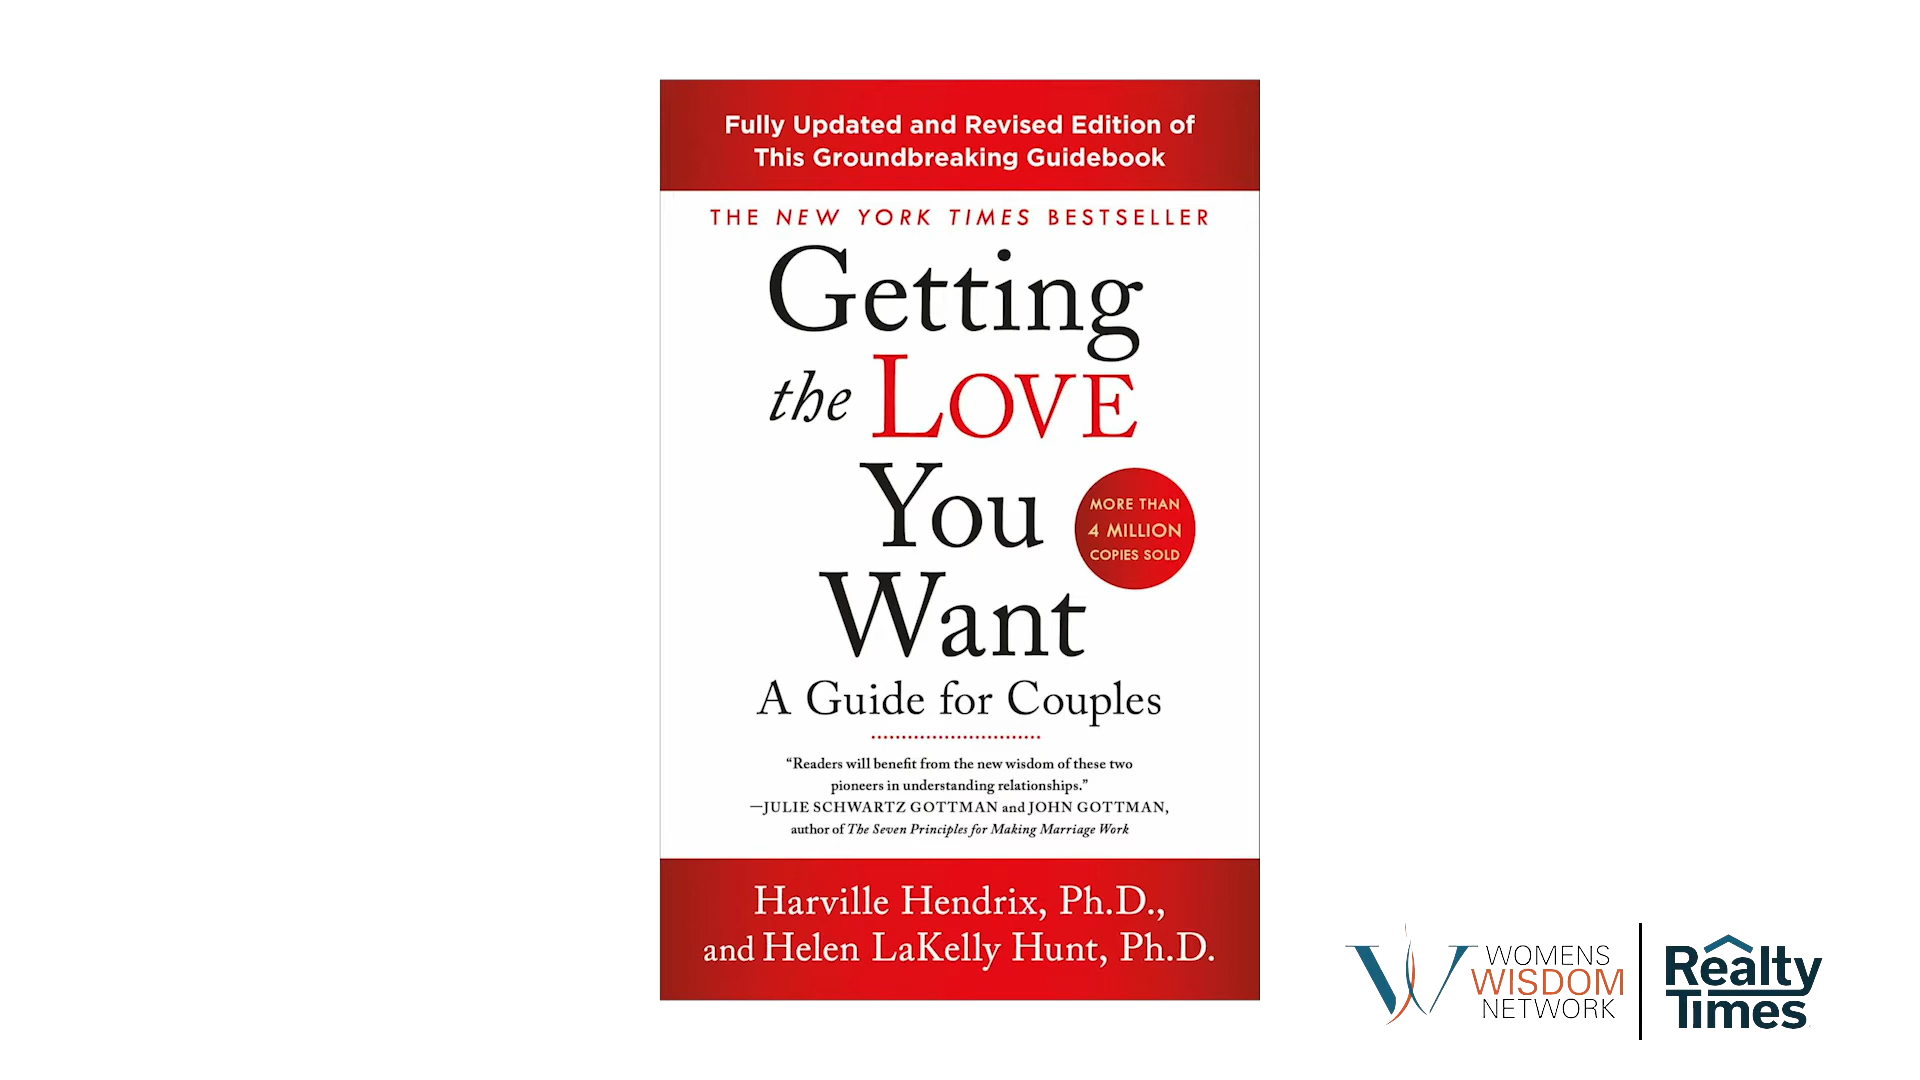 Fully Updated and Revised Edition of
This Groundbreaking Guidebook
THE NEW YORK TIMES BESTSELLER
Getting
the LOVE
You
Want
MORE THAN
4 MILLION
COPIES SOLD
A Guide for Couples
“Readers will benefit from the new wisdom of these two
pioneers in understanding relationships.”
—JULIE SCHWARTZ GOTTMAN and JOHN GOTTMAN,
author of The Seven Principles for Making Marriage Work
Harville Hendrix, Ph.D.,
and Helen LaKelly Hunt, Ph.D.
W
WOMENS
WISDOM
NETWORK
Realty
Times